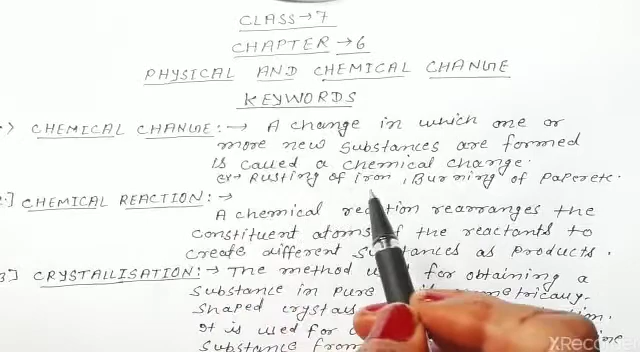 CLASS → 7
CHAPTER → 6
PHYSICAL AND CHEMICAL CHANGE
KEYWORDS
CHEMICAL CHANGE: → A change in which one or
more new substances are formed
is called a chemical change.
ex → Rusting of iron, Burning of paper etc.
2.] CHEMICAL REACTION: →
A chemical reaction rearranges the
constituent atoms of the reactants to
create different substances as products.
3] CRYSTALLISATION: → The method for obtaining a
substance in pure
shaped crystals
It is used for
substance from
XRecorder